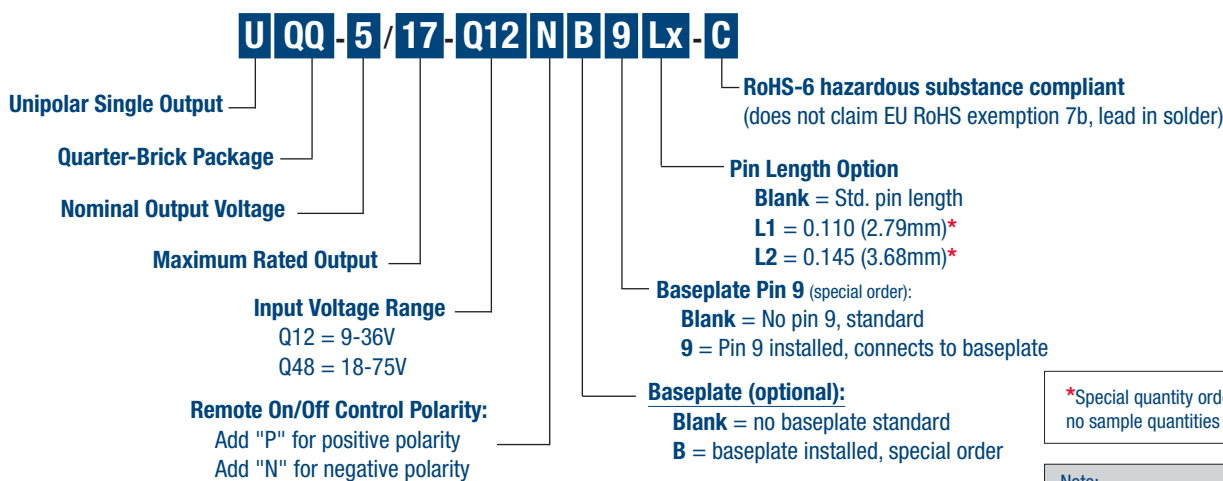 U QQ - 5 / 17 - Q12 N B 9 Lx - C
RoHS-6 hazardous substance compliant
(does not claim EU RoHS exemption 7b, lead in solder)
Unipolar Single Output
Quarter-Brick Package
Nominal Output Voltage
Maximum Rated Output
Input Voltage Range
Q12 = 9-36V
Q48 = 18-75V
Remote On/Off Control Polarity:
Add "P" for positive polarity
Add "N" for negative polarity
Pin Length Option
Blank = Std. pin length
L1 = 0.110 (2.79mm)*
L2 = 0.145 (3.68mm)*
Baseplate Pin 9 (special order):
Blank = No pin 9, standard
9 = Pin 9 installed, connects to baseplate
Baseplate (optional):
Blank = no baseplate standard
B = baseplate installed, special order
*Special quantity
no sample quantities
Note: